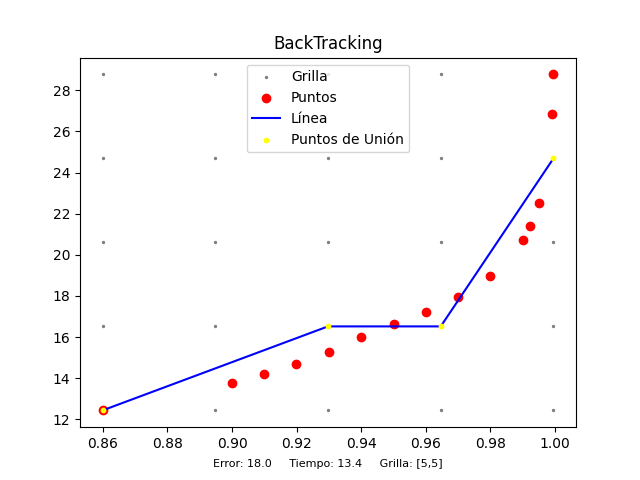 BackTracking
Grilla
Puntos
Línea
Puntos de Unión
28
26
24
22
20
18
16
14
12
0.86 0.88 0.90 0.92 0.94 0.96 0.98 1.00
Error: 18.0 Tiempo: 13.4 Grilla: [5,5]